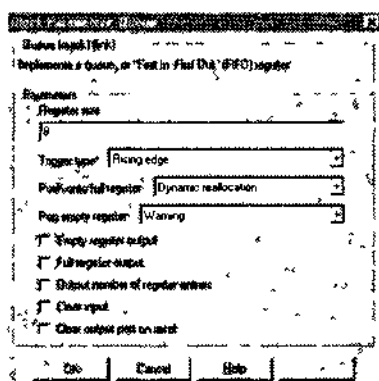 Queue (mask) (link)
Implements a Queue, or "First In-First Out" (FIFO) register
Parameters
Register size
8
Trigger type: Rising edge
Push onto full register: Dynamic reallocation
Pop empty register: Warning
Empty register output
Full register output
Output number of register entries
Clear input
Clear output port on reset
Ok
Cancel
Help